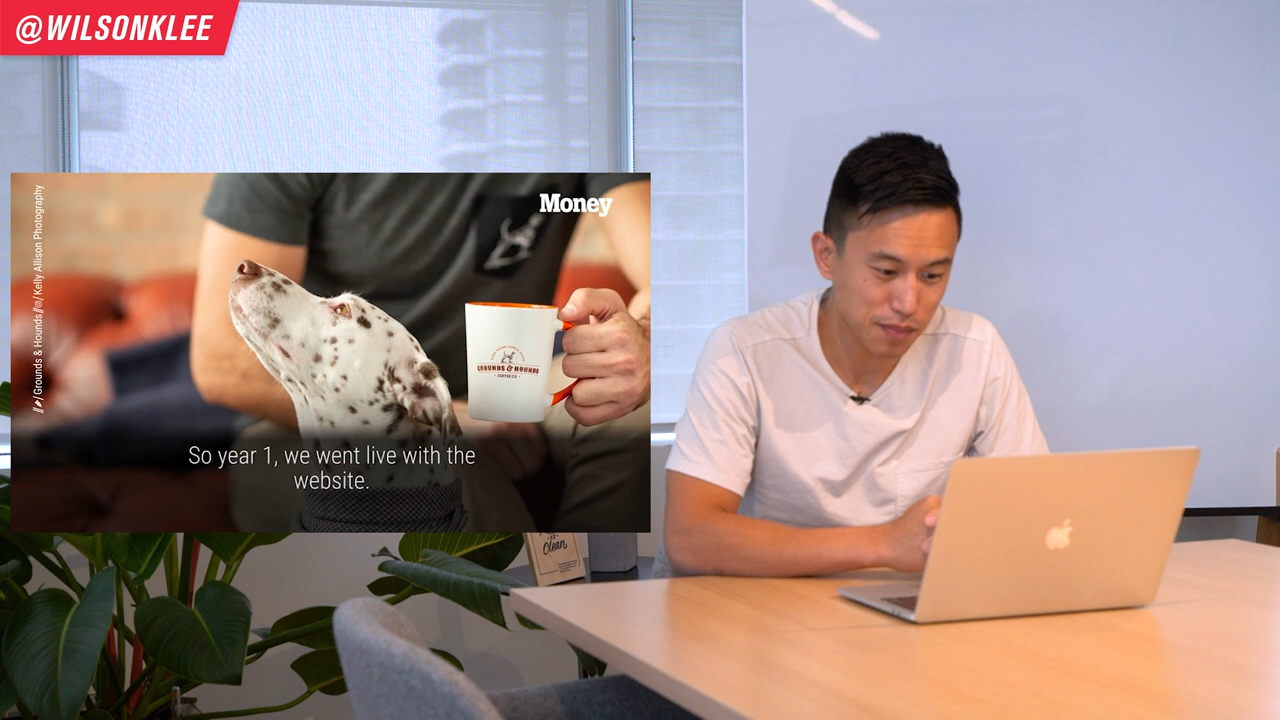 @WILSONKLEE
Money
//✒/Grounds & Hounds//@/Kelly Allison Photography
GROUNDS & HOUNDS
COFFEE CO
So year 1, we went live with the
website.
Clean